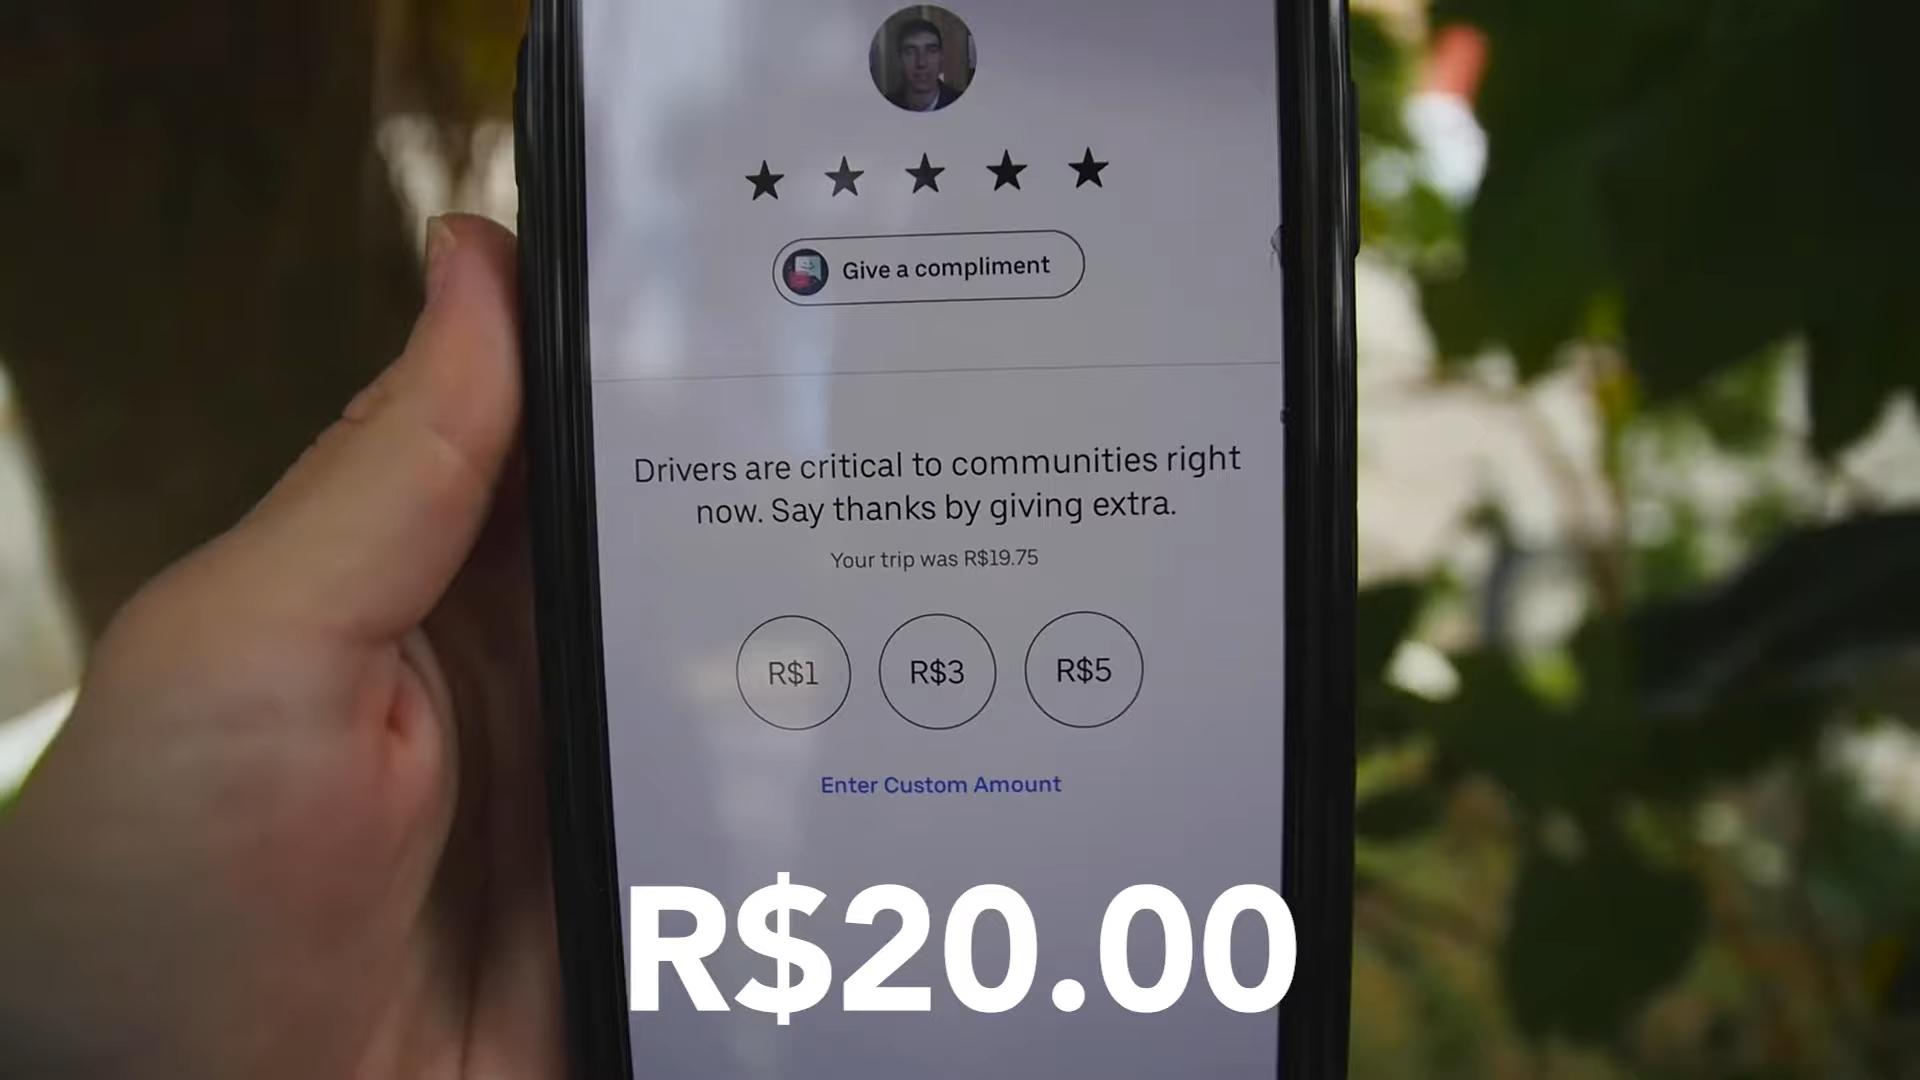 Give a compliment
Drivers are critical to communities right
now. Say thanks by giving extra.
Your trip was R$19.75
R$1 R$3 R$5
Enter Custom Amount
R$20.00